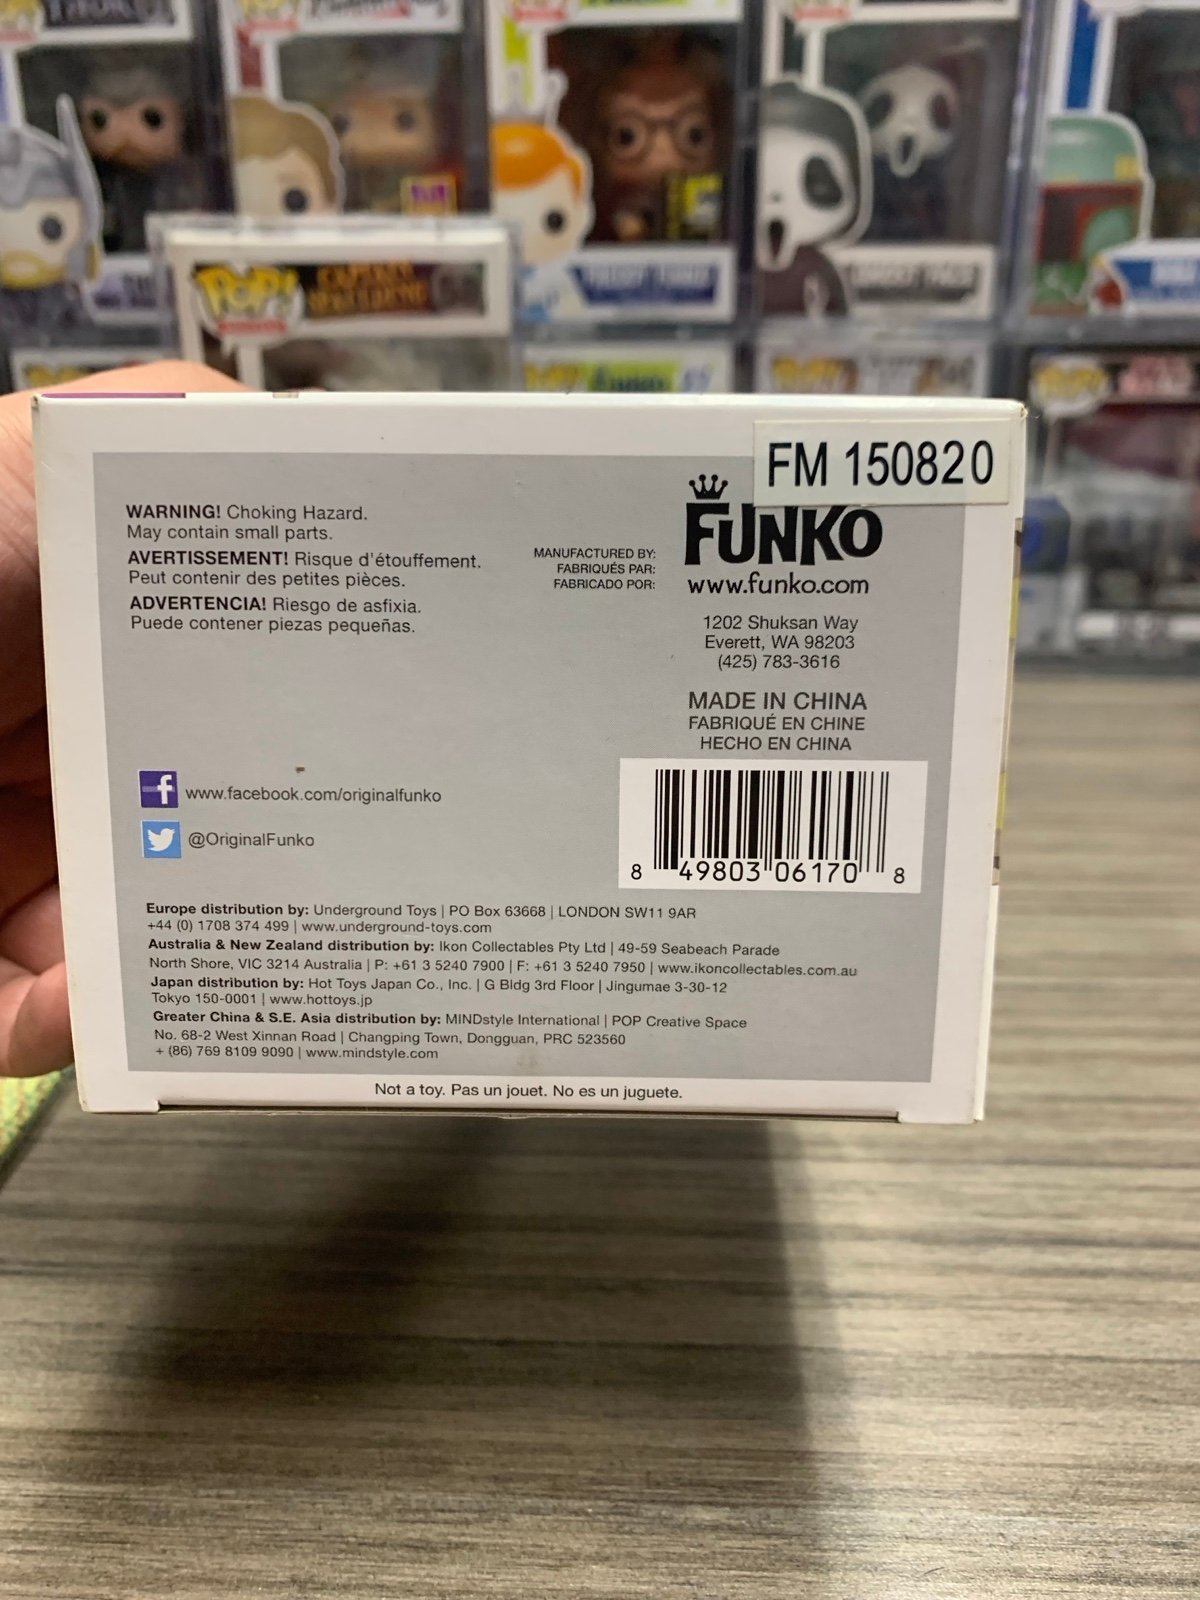 POP!
FM 150820
WARNING! Choking Hazard.
May contain small parts.
AVERTISSEMENT! Risque d'étouffement.
Peut contenir des petites pièces.
ADVERTENCIA! Riesgo de asfixia.
Puede contener piezas pequeñas.
MANUFACTURED BY:
FABRIQUÉS PAR:
FABRICADO POR:
FUNKO
www.funko.com
1202 Shuksan Way
Everett, WA 98203
(425) 783-3616
MADE IN CHINA
FABRIQUÉ EN CHINE
HECHO EN CHINA
www.facebook.com/originalfunko
@OriginalFunko
8 49803 06170 8
Europe distribution by: Underground Toys | PO Box 63668 | LONDON SW11 9AR
+44 (0) 1708 374 499 | www.underground-toys.com
Australia & New Zealand distribution by: Ikon Collectables Pty Ltd | 49-59 Seabeach Parade
North Shore, VIC 3214 Australia | P: +61 3 5240 7900 | F: +61 3 5240 7950 | www.ikoncollectables.com.au
Japan distribution by: Hot Toys Japan Co., Inc. | G Bldg 3rd Floor | Jingumae 3-30-12
Tokyo 150-0001 | www.hottoys.jp
Greater China & S.E. Asia distribution by: MINDstyle International | POP Creative Space
No. 68-2 West Xinnan Road | Changping Town, Dongguan, PRC 523560
+ (86) 769 8109 9090 | www.mindstyle.com
Not a toy. Pas un jouet. No es un juguete.